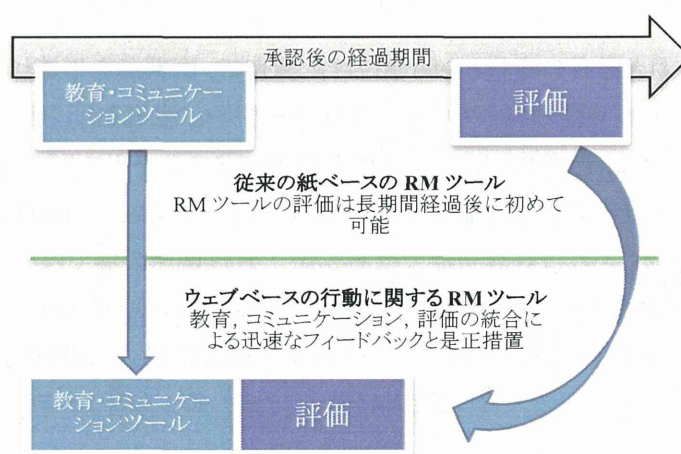 承認後の経過期間
教育・コミュニケー
ションツール
評価
従来の紙ベースの RM ツール
RM ツールの評価は長期間経過後に初めて
可能
ウェブベースの行動に関する RM ツール
教育, コミュニケーション, 評価の統合に
よる迅速なフィードバックと是正措置
教育・コミュニケー
ションツール
評価